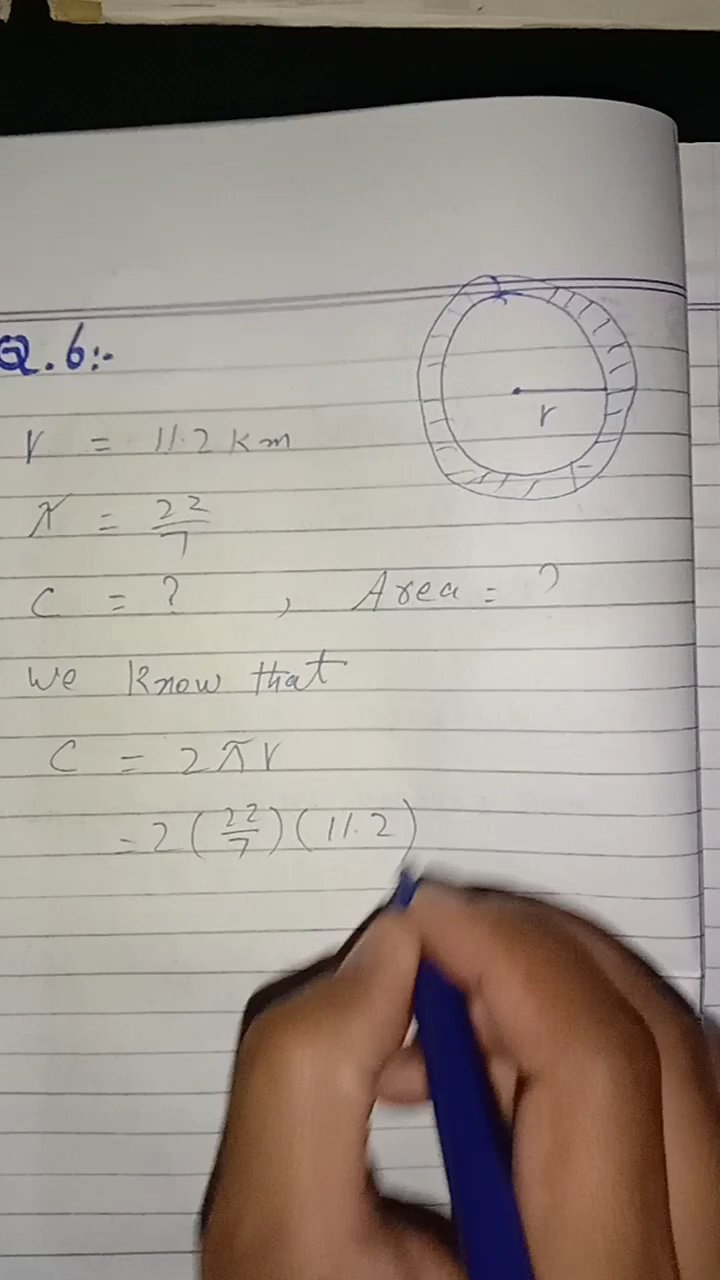 Q.6:-
r
r = 11.2 km
π = 22/7
C = ? , Area = ?
We know that
C = 2πr
= 2(22/7)(11.2)